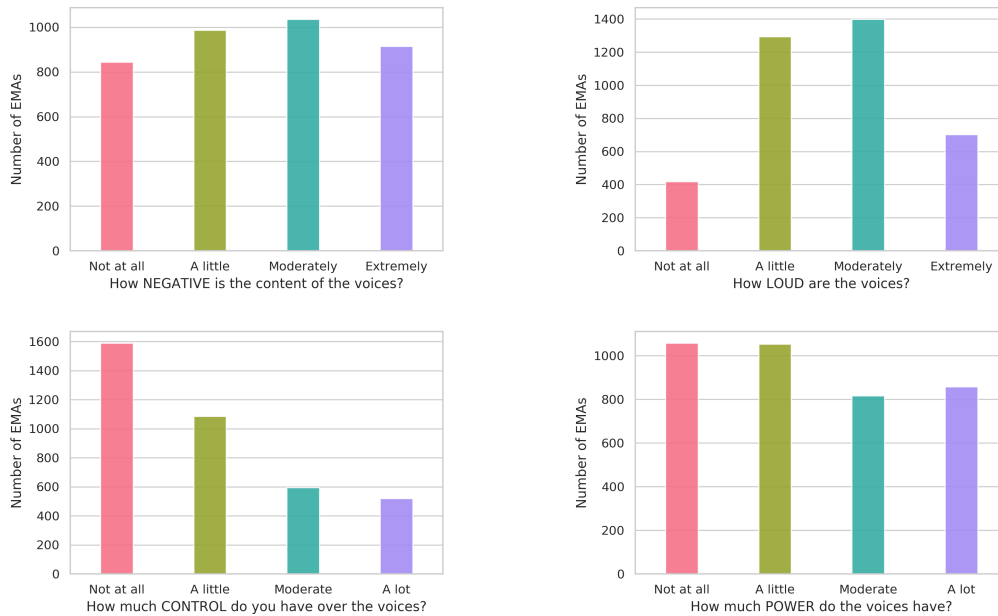 1000
800
600
400
200
0
Number of EMAs
Not at all A little Moderately Extremely
How NEGATIVE is the content of the voices?
1400
1200
1000
800
600
400
200
0
Number of EMAs
Not at all A little Moderately Extremely
How LOUD are the voices?
1600
1400
1200
1000
800
600
400
200
0
Number of EMAs
Not at all A little Moderate A lot
How much CONTROL do you have over the voices?
1000
800
600
400
200
0
Number of EMAs
Not at all A little Moderate A lot
How much POWER do the voices have?